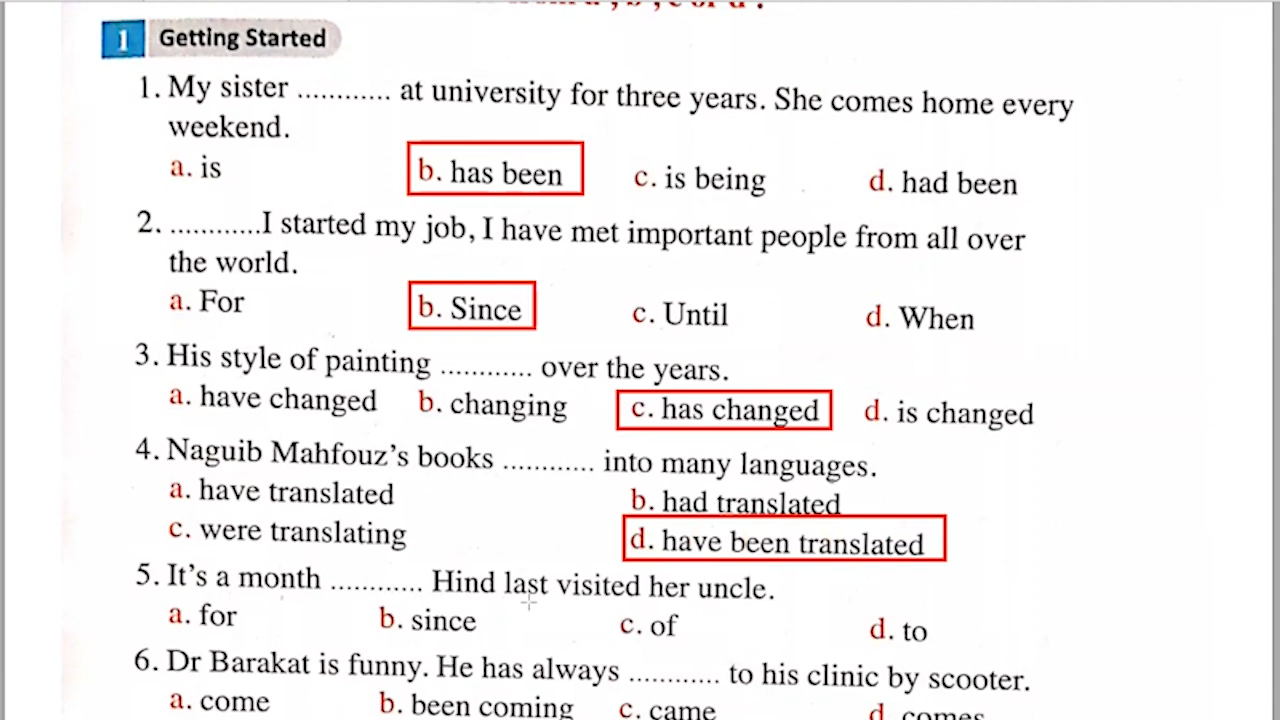 1 Getting Started
1. My sister ............ at university for three years. She comes home every
weekend.
a. is b. has been c. is being d. had been
2. ............I started my job, I have met important people from all over
the world.
a. For b. Since c. Until d. When
3. His style of painting ............ over the years.
a. have changed b. changing c. has changed d. is changed
4. Naguib Mahfouz's books ............ into many languages.
a. have translated b. had translated
c. were translating d. have been translated
5. It's a month ............ Hind last visited her uncle.
a. for b. since c. of d. to
6. Dr Barakat is funny. He has always ............ to his clinic by scooter.
a. come b. been coming c. came d. comes